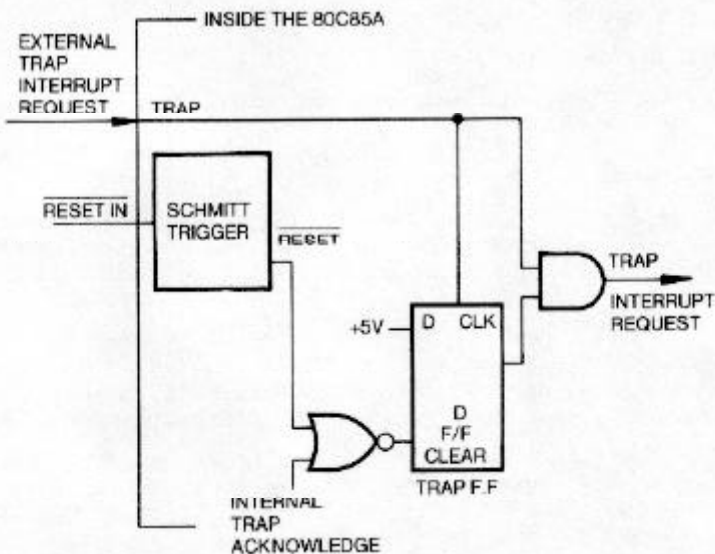 INSIDE THE 80C85A
EXTERNAL
TRAP
INTERRUPT
REQUEST
TRAP
RESET IN
SCHMITT
TRIGGER
RESET
+5V
D CLK
D
F/F
CLEAR
TRAP F.F
TRAP
INTERRUPT
REQUEST
INTERNAL
TRAP
ACKNOWLEDGE